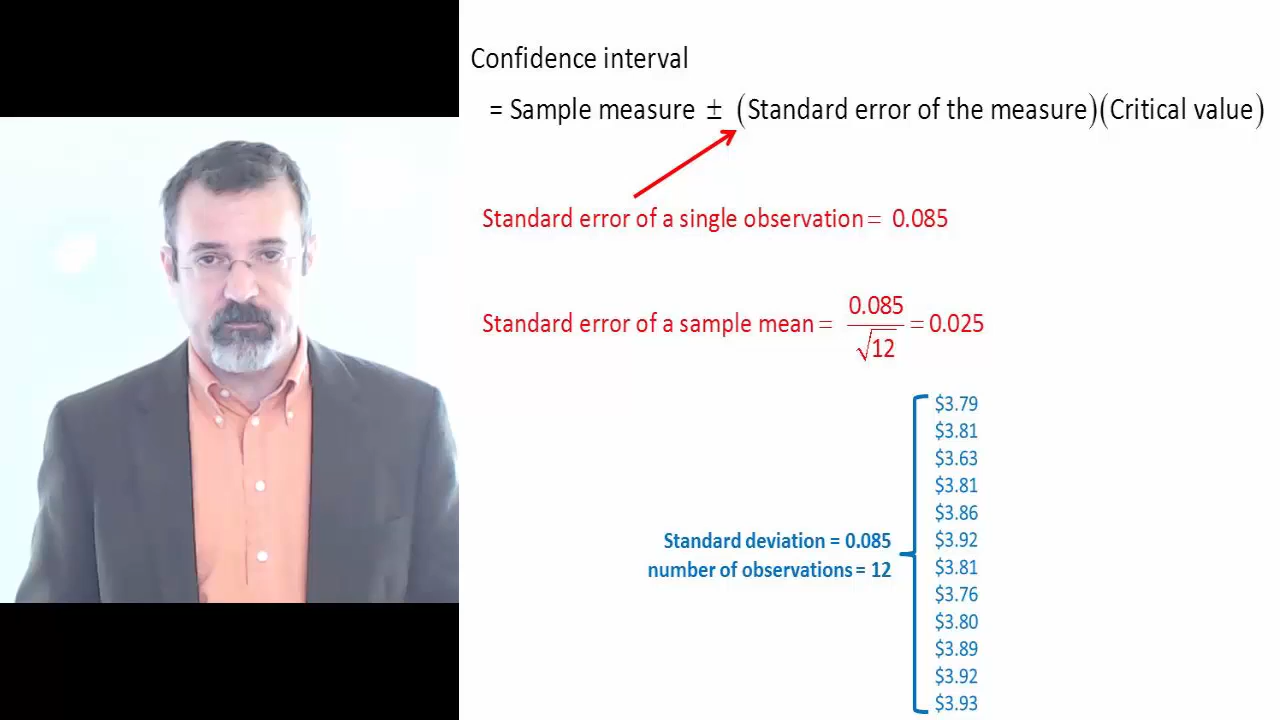 Confidence interval
= Sample measure ± (Standard error of the measure)(Critical value)
Standard error of a single observation = 0.085
Standard error of a sample mean = 0.085 / √12 = 0.025
$3.79
$3.81
$3.63
$3.81
$3.86
$3.92
$3.81
$3.76
$3.80
$3.89
$3.92
$3.93
Standard deviation = 0.085
number of observations = 12